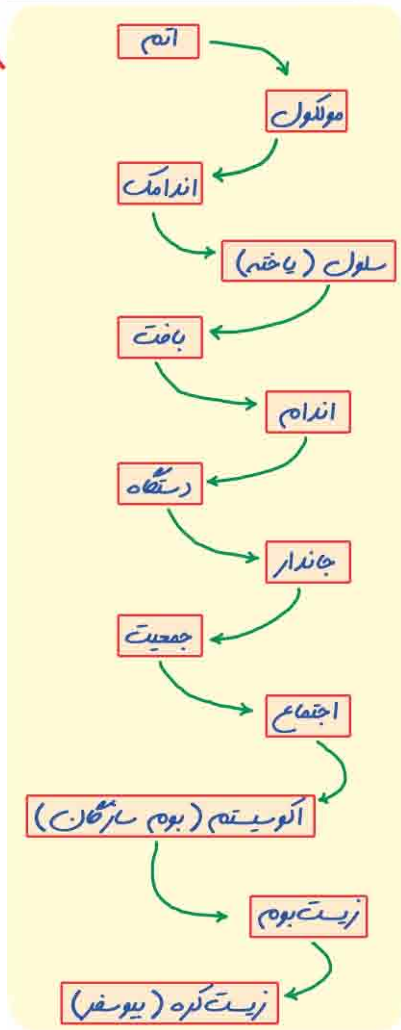 اتم
مولکول
اندامک
سلول (یاخته)
بافت
اندام
دستگاه
جاندار
جمعیت
اجتماع
اکوسیستم (بوم سازگان)
زیست بوم
زیست کره (بیوسفر)